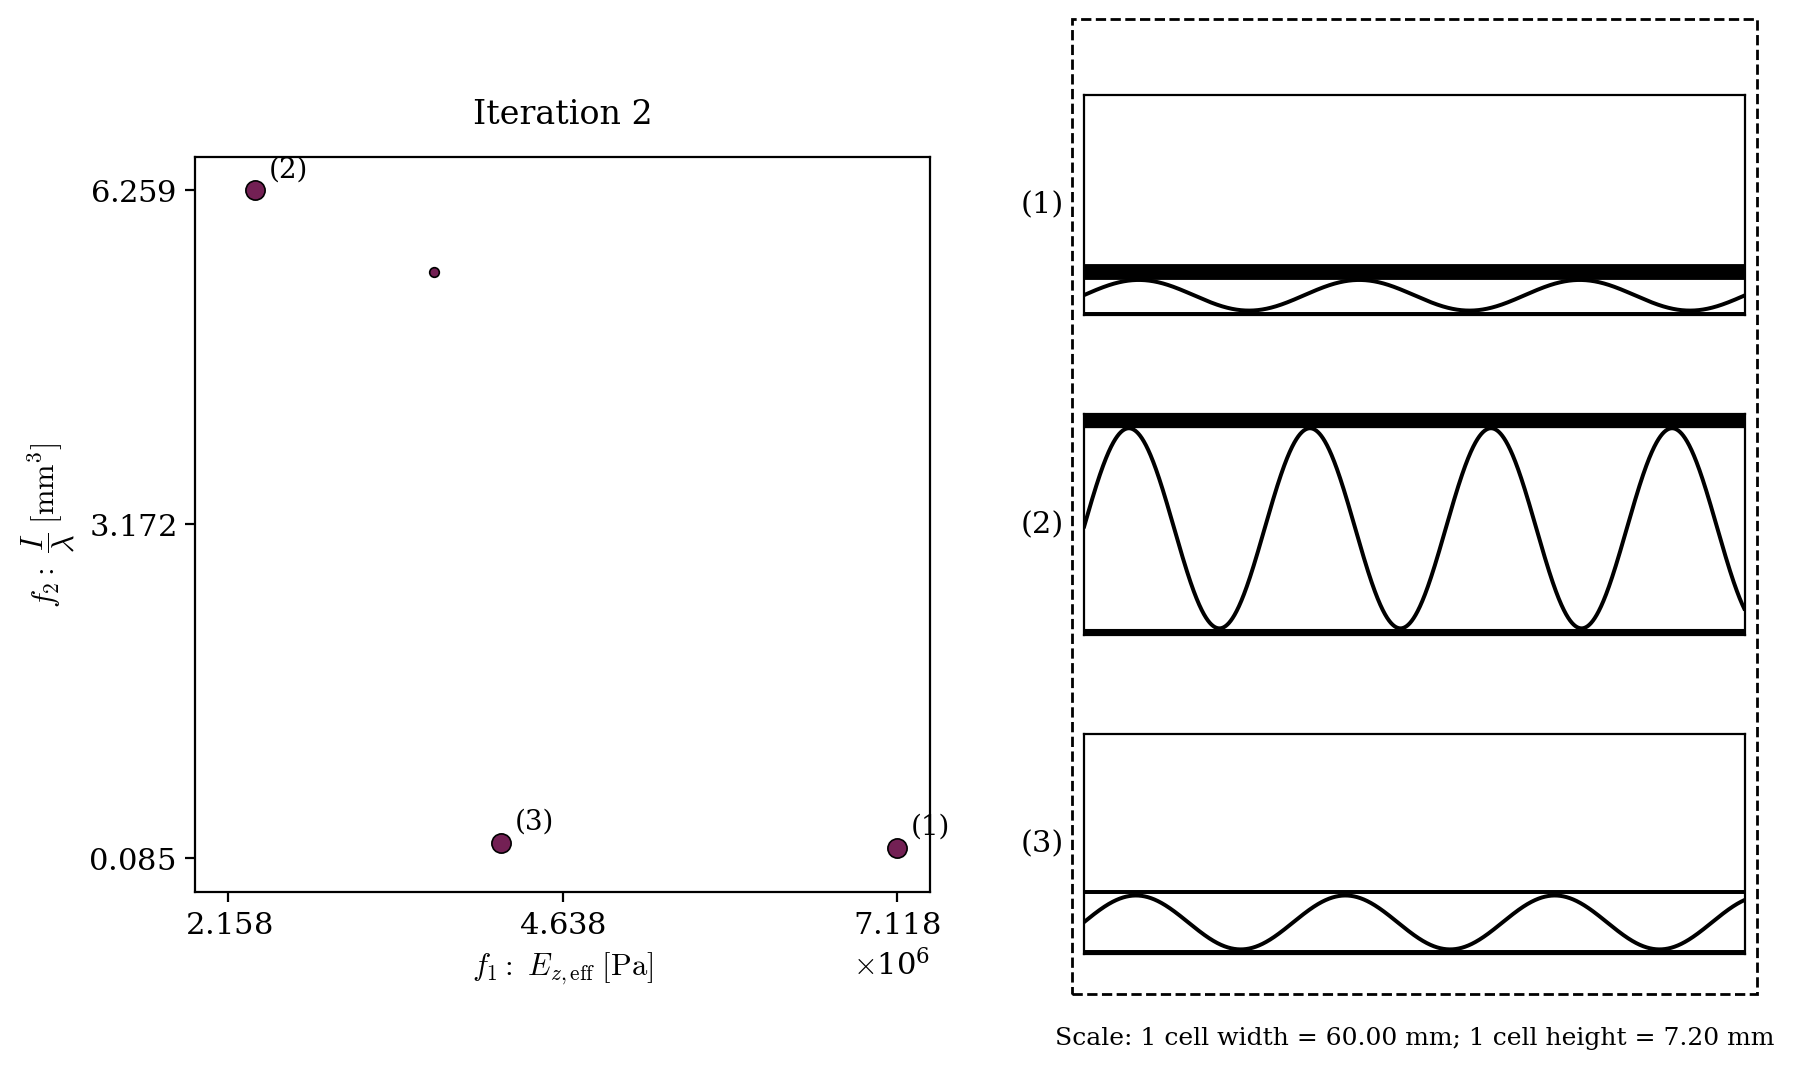 Iteration 2
(2)
(3)
(1)
6.259
3.172
0.085
f₂ : I/λ [mm³]
2.158 4.638 7.118
×10⁶
f₁ : E_z,eff [Pa]
(1)
(2)
(3)
Scale: 1 cell width = 60.00 mm; 1 cell height = 7.20 mm